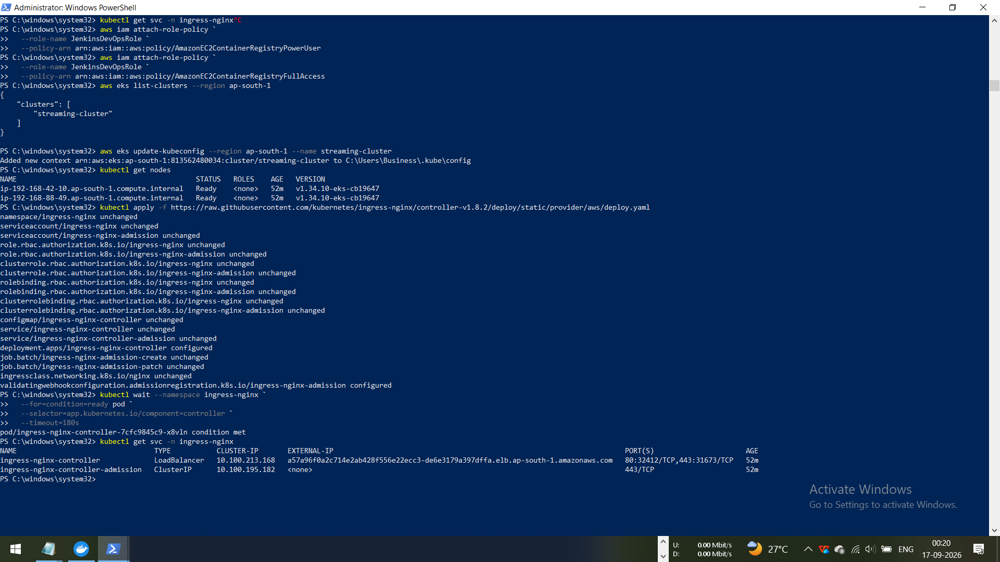 Administrator: Windows PowerShell
PS C:\windows\system32> kubectl get svc -n ingress-nginx^C
PS C:\windows\system32> aws iam attach-role-policy `
>>   --role-name JenkinsDevOpsRole `
>>   --policy-arn arn:aws:iam::aws:policy/AmazonEC2ContainerRegistryPowerUser
PS C:\windows\system32> aws iam attach-role-policy `
>>   --role-name JenkinsDevOpsRole `
>>   --policy-arn arn:aws:iam::aws:policy/AmazonEC2ContainerRegistryFullAccess
PS C:\windows\system32> aws eks list-clusters --region ap-south-1
{
    "clusters": [
        "streaming-cluster"
    ]
}
PS C:\windows\system32> aws eks update-kubeconfig --region ap-south-1 --name streaming-cluster
Added new context arn:aws:eks:ap-south-1:813562480034:cluster/streaming-cluster to C:\Users\Business\.kube\config
PS C:\windows\system32> kubectl get nodes
NAME                                           STATUS   ROLES    AGE   VERSION
ip-192-168-42-10.ap-south-1.compute.internal   Ready    <none>   52m   v1.34.10-eks-cb19647
ip-192-168-88-49.ap-south-1.compute.internal   Ready    <none>   52m   v1.34.10-eks-cb19647
PS C:\windows\system32> kubectl apply -f https://raw.githubusercontent.com/kubernetes/ingress-nginx/controller-v1.8.2/deploy/static/provider/aws/deploy.yaml
namespace/ingress-nginx unchanged
serviceaccount/ingress-nginx unchanged
serviceaccount/ingress-nginx-admission unchanged
role.rbac.authorization.k8s.io/ingress-nginx unchanged
role.rbac.authorization.k8s.io/ingress-nginx-admission unchanged
clusterrole.rbac.authorization.k8s.io/ingress-nginx unchanged
clusterrole.rbac.authorization.k8s.io/ingress-nginx-admission unchanged
rolebinding.rbac.authorization.k8s.io/ingress-nginx unchanged
rolebinding.rbac.authorization.k8s.io/ingress-nginx-admission unchanged
clusterrolebinding.rbac.authorization.k8s.io/ingress-nginx unchanged
clusterrolebinding.rbac.authorization.k8s.io/ingress-nginx-admission unchanged
configmap/ingress-nginx-controller unchanged
service/ingress-nginx-controller unchanged
service/ingress-nginx-controller-admission unchanged
deployment.apps/ingress-nginx-controller configured
job.batch/ingress-nginx-admission-create unchanged
job.batch/ingress-nginx-admission-patch unchanged
ingressclass.networking.k8s.io/nginx unchanged
validatingwebhookconfiguration.admissionregistration.k8s.io/ingress-nginx-admission configured
PS C:\windows\system32> kubectl wait --namespace ingress-nginx `
>>   --for=condition=ready pod `
>>   --selector=app.kubernetes.io/component=controller `
>>   --timeout=180s
pod/ingress-nginx-controller-7cfc9845c9-x8vln condition met
PS C:\windows\system32> kubectl get svc -n ingress-nginx
NAME                                 TYPE           CLUSTER-IP       EXTERNAL-IP                                                                      PORT(S)                      AGE
ingress-nginx-controller             LoadBalancer   10.100.213.168   a57a96f0a2c714e2ab428f556e22ecc3-de6e3179a397dffa.elb.ap-south-1.amazonaws.com   80:32412/TCP,443:31673/TCP   52m
ingress-nginx-controller-admission   ClusterIP      10.100.195.182   <none>                                                                           443/TCP                      52m
PS C:\windows\system32>
Activate Windows
Go to Settings to activate Windows.
U: 0.00 Mbit/s
D: 0.00 Mbit/s
27°C
ENG
00:20
17-09-2026